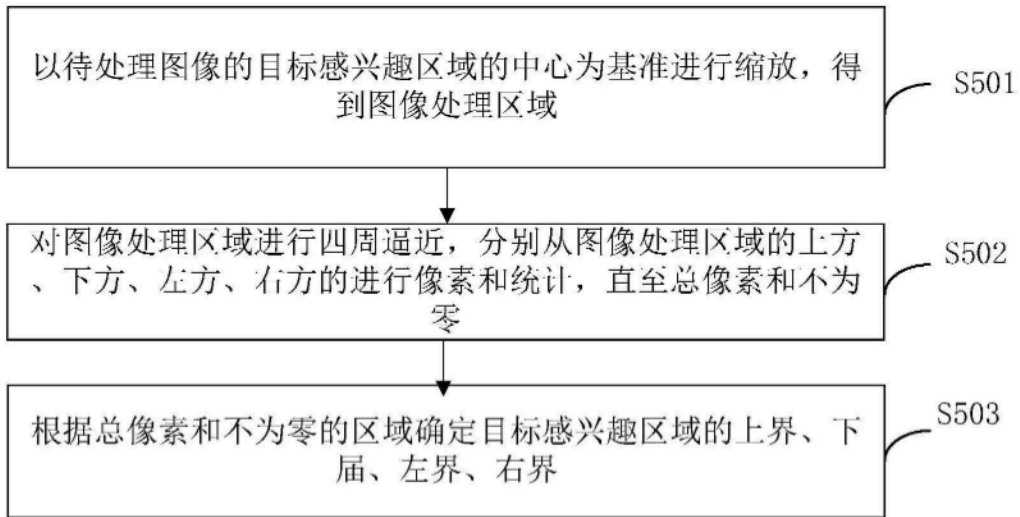 以待处理图像的目标感兴趣区域的中心为基准进行缩放，得
到图像处理区域
S501
对图像处理区域进行四周逼近，分别从图像处理区域的上方
、下方、左方、右方的进行像素和统计，直至总像素和不为
零
S502
根据总像素和不为零的区域确定目标感兴趣区域的上界、下
届、左界、右界
S503